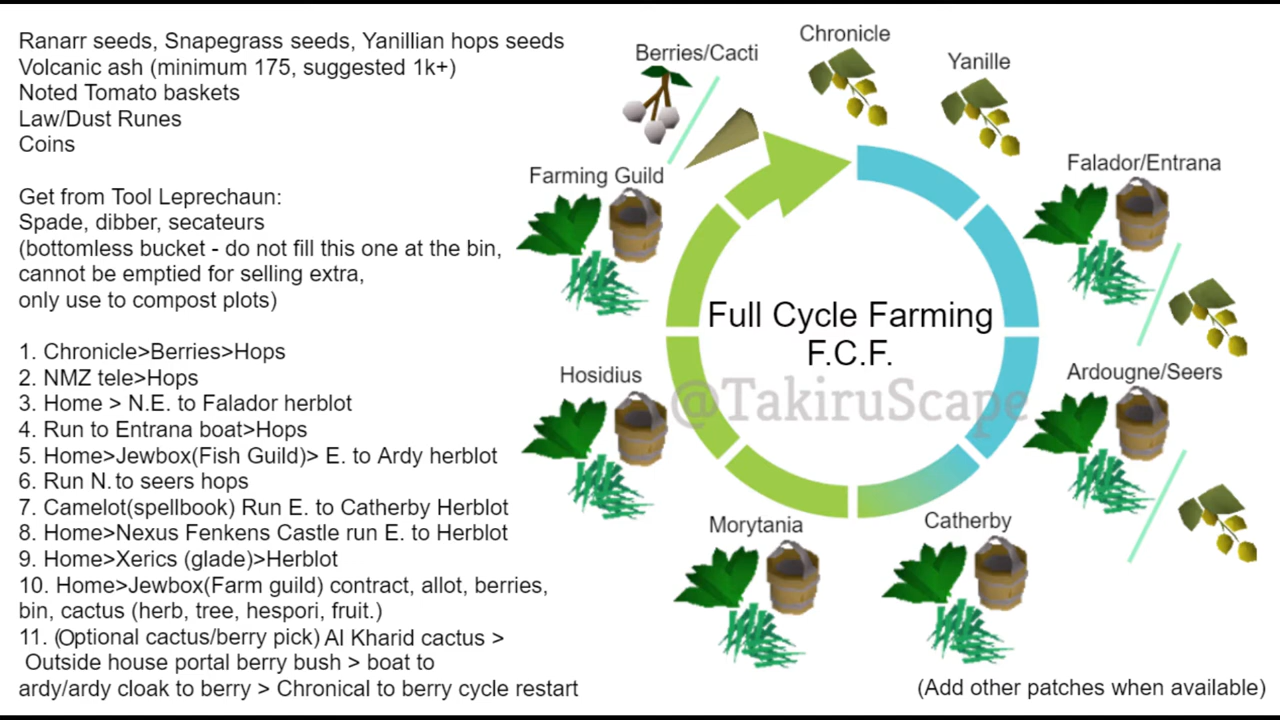 Ranarr seeds, Snapegrass seeds, Yanillian hops seeds
Volcanic ash (minimum 175, suggested 1k+)
Noted Tomato baskets
Law/Dust Runes
Coins
Get from Tool Leprechaun:
Spade, dibber, secateurs
(bottomless bucket - do not fill this one at the bin,
cannot be emptied for selling extra,
only use to compost plots)
1. Chronicle>Berries>Hops
2. NMZ tele>Hops
3. Home > N.E. to Falador herblot
4. Run to Entrana boat>Hops
5. Home>Jewbox(Fish Guild)> E. to Ardy herblot
6. Run N. to seers hops
7. Camelot(spellbook) Run E. to Catherby Herblot
8. Home>Nexus Fenkens Castle run E. to Herblot
9. Home>Xerics (glade)>Herblot
10. Home>Jewbox(Farm guild) contract, allot, berries,
bin, cactus (herb, tree, hespori, fruit.)
11. (Optional cactus/berry pick) Al Kharid cactus >
Outside house portal berry bush > boat to
ardy/ardy cloak to berry > Chronical to berry cycle restart
Chronicle
Yanille
Falador/Entrana
Ardougne/Seers
Catherby
Morytania
Hosidius
Farming Guild
Berries/Cacti
Full Cycle Farming
F.C.F.
@TakiruScape
(Add other patches when available)